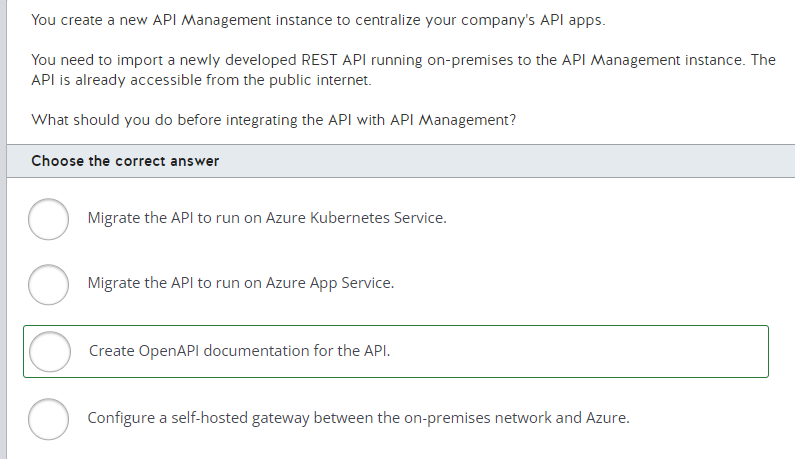 You create a new API Management instance to centralize your company's API apps.
You need to import a newly developed REST API running on-premises to the API Management instance. The
API is already accessible from the public internet.
What should you do before integrating the API with API Management?
Choose the correct answer
Migrate the API to run on Azure Kubernetes Service.
Migrate the API to run on Azure App Service.
Create OpenAPI documentation for the API.
Configure a self-hosted gateway between the on-premises network and Azure.